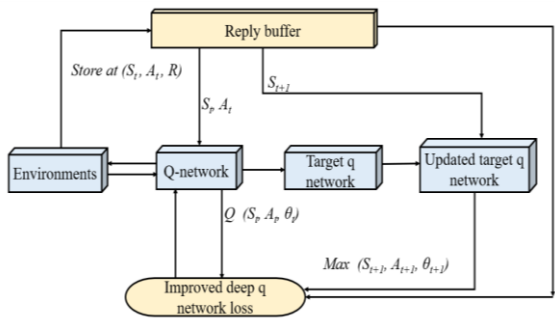 Reply buffer
Store at (Sₜ, Aₜ, R)
Sₜ, Aₜ
Sₜ₊₁
Environments
Q-network
Target q
network
Updated target q
network
Q (Sₜ, Aₜ, θₜ)
Max (Sₜ₊₁, Aₜ₊₁, θₜ₊₁)
Improved deep q
network loss